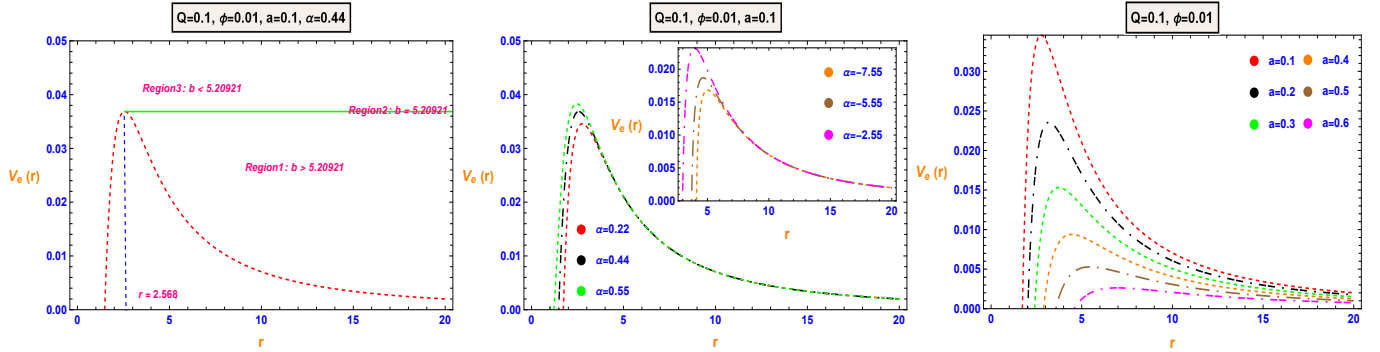 Q=0.1, ϕ=0.01, a=0.1, α=0.44
0.05
0.04
0.03
0.02
0.01
0.00
V_e (r)
Region3: b < 5.20921
Region2: b = 5.20921
Region1: b > 5.20921
r = 2.568
0
5
10
15
20
r
Q=0.1, ϕ=0.01, a=0.1
0.05
0.04
0.03
0.02
0.01
0.00
V_e (r)
α=0.22
α=0.44
α=0.55
0.020
0.015
0.010
0.005
0.000
V_e (r)
α=-7.55
α=-5.55
α=-2.55
5
10
15
20
r
0
5
10
15
20
r
Q=0.1, ϕ=0.01
0.030
0.025
0.020
0.015
0.010
0.005
0.000
V_e (r)
a=0.1 a=0.4
a=0.2 a=0.5
a=0.3 a=0.6
0
5
10
15
20
r